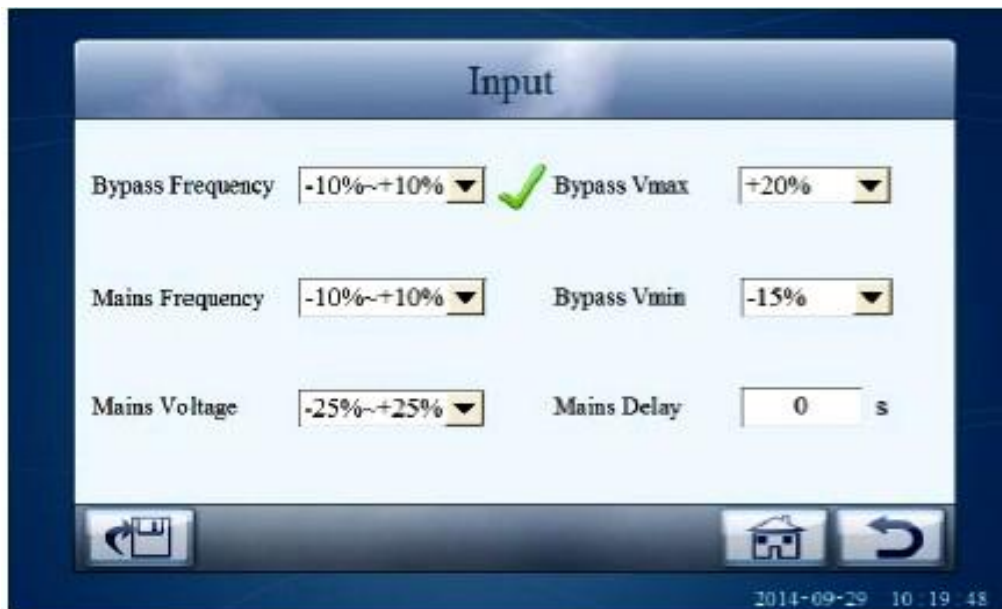 Input
Bypass Frequency -10%~+10% Bypass Vmax +20%
Mains Frequency -10%~+10% Bypass Vmin -15%
Mains Voltage -25%~+25% Mains Delay 0 s
2014-09-29 10:19:48